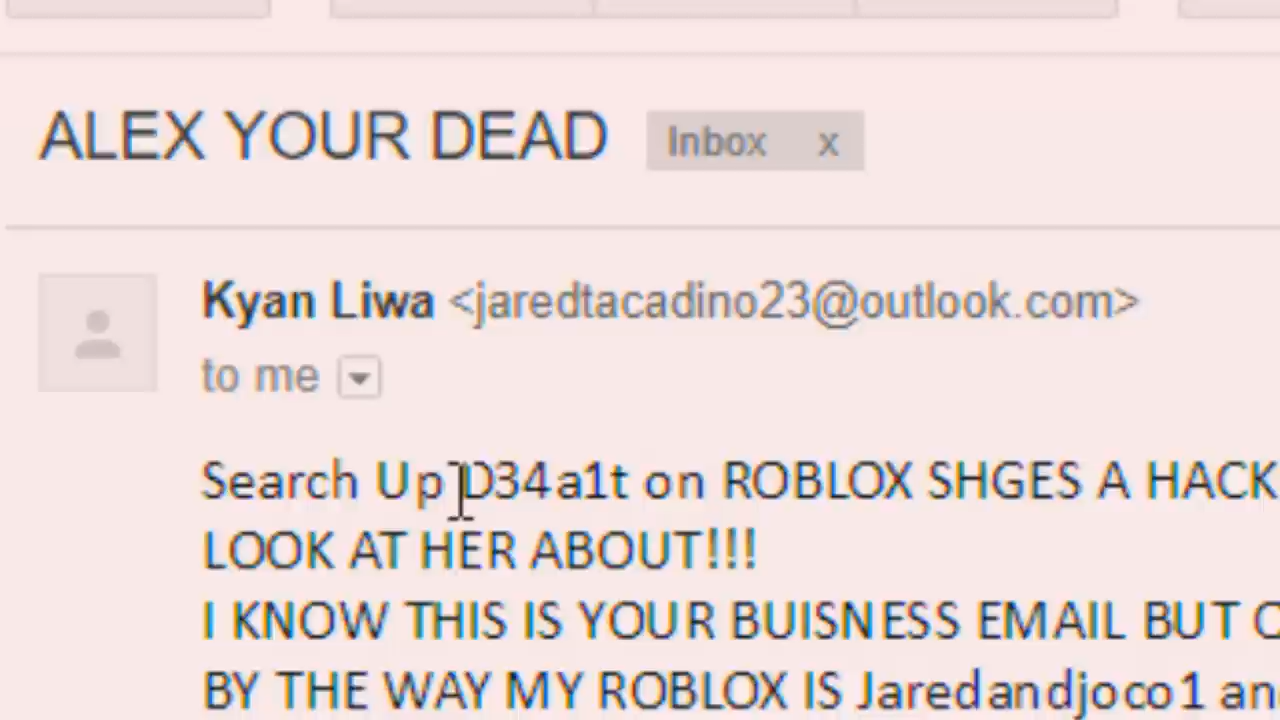 ALEX YOUR DEAD Inbox x
Kyan Liwa <jaredtacadino23@outlook.com>
to me
Search Up D34a1t on ROBLOX SHGES A HACK
LOOK AT HER ABOUT!!!
I KNOW THIS IS YOUR BUISNESS EMAIL BUT
BY THE WAY MY ROBLOX IS Jaredandjoco1 an